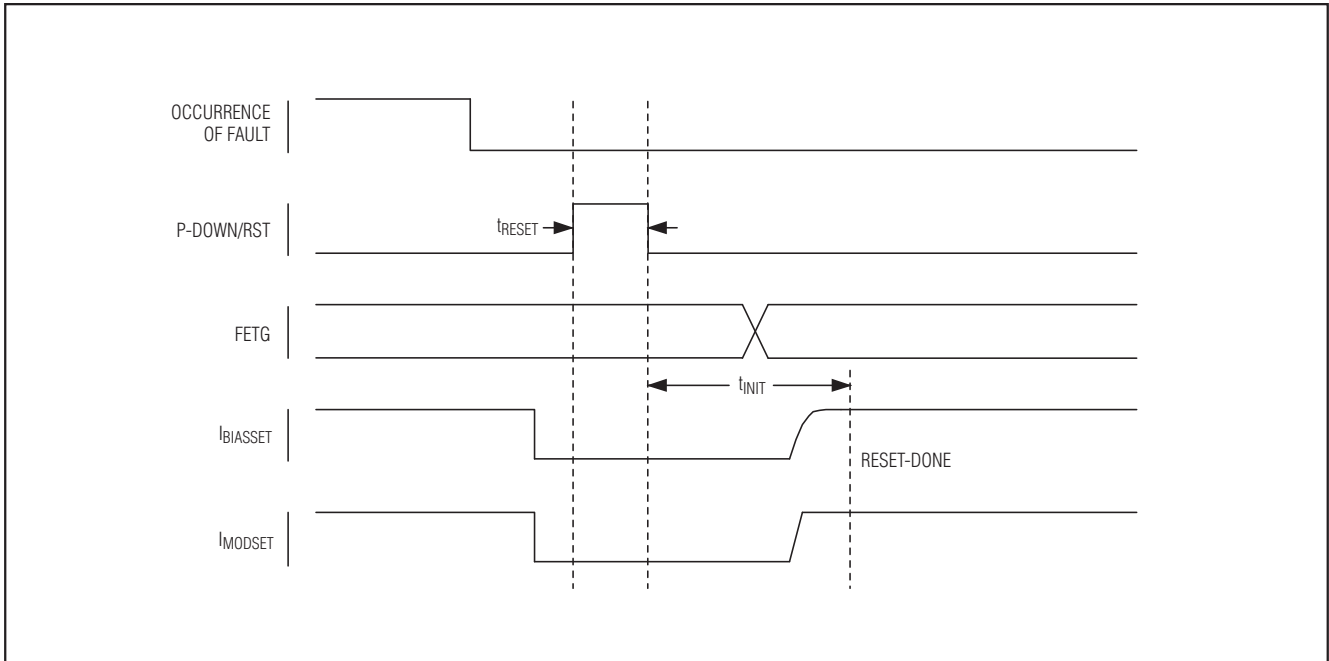 OCCURRENCE
OF FAULT
P-DOWN/RST
tRESET
FETG
tINIT
IBIASSET
RESET-DONE
IMODSET